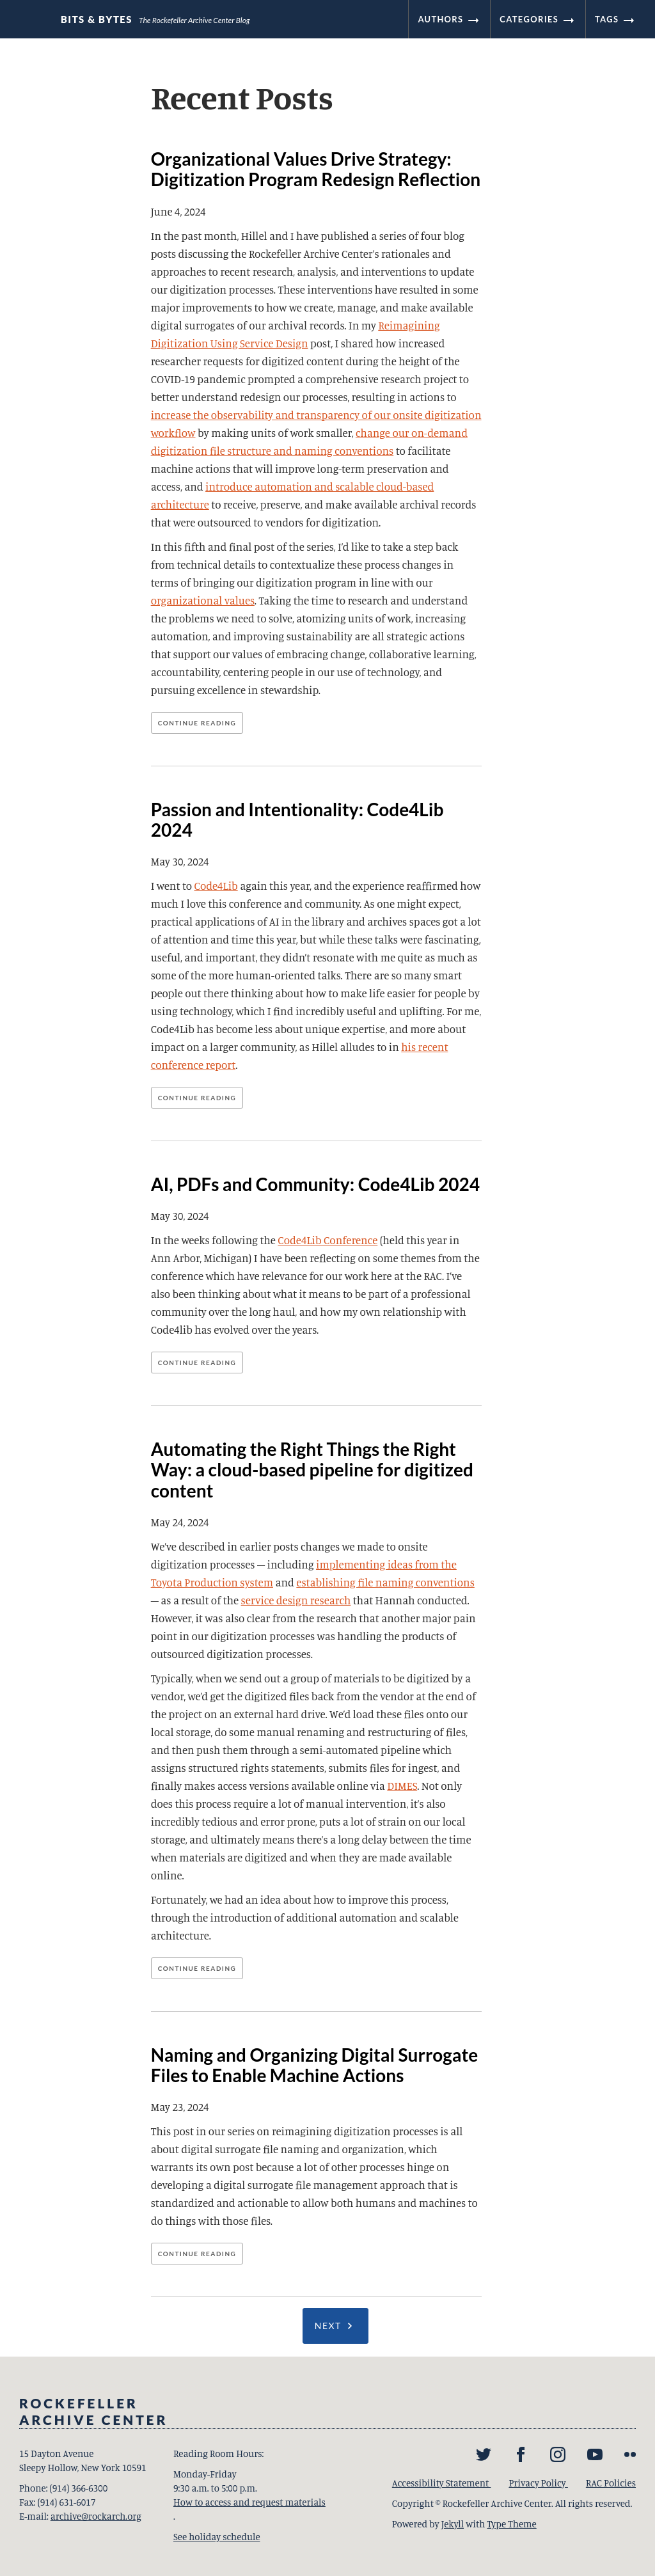 BITS & BYTES The Rockefeller Archive Center Blog AUTHORS → CATEGORIES → TAGS →
Recent Posts
Organizational Values Drive Strategy:
Digitization Program Redesign Reflection
June 4, 2024
In the past month, Hillel and I have published a series of four blog
posts discussing the Rockefeller Archive Center's rationales and
approaches to recent research, analysis, and interventions to update
our digitization processes. These interventions have resulted in some
major improvements to how we create, manage, and make available
digital surrogates of our archival records. In my Reimagining
Digitization Using Service Design post, I shared how increased
researcher requests for digitized content during the height of the
COVID-19 pandemic prompted a comprehensive research project to
better understand redesign our processes, resulting in actions to
increase the observability and transparency of our onsite digitization
workflow by making units of work smaller, change our on-demand
digitization file structure and naming conventions to facilitate
machine actions that will improve long-term preservation and
access, and introduce automation and scalable cloud-based
architecture to receive, preserve, and make available archival records
that were outsourced to vendors for digitization.
In this fifth and final post of the series, I'd like to take a step back
from technical details to contextualize these process changes in
terms of bringing our digitization program in line with our
organizational values. Taking the time to research and understand
the problems we need to solve, atomizing units of work, increasing
automation, and improving sustainability are all strategic actions
that support our values of embracing change, collaborative learning,
accountability, centering people in our use of technology, and
pursuing excellence in stewardship.
CONTINUE READING
Passion and Intentionality: Code4Lib
2024
May 30, 2024
I went to Code4Lib again this year, and the experience reaffirmed how
much I love this conference and community. As one might expect,
practical applications of AI in the library and archives spaces got a lot
of attention and time this year, but while these talks were fascinating,
useful, and important, they didn't resonate with me quite as much as
some of the more human-oriented talks. There are so many smart
people out there thinking about how to make life easier for people by
using technology, which I find incredibly useful and uplifting. For me,
Code4Lib has become less about unique expertise, and more about
impact on a larger community, as Hillel alludes to in his recent
conference report.
CONTINUE READING
AI, PDFs and Community: Code4Lib 2024
May 30, 2024
In the weeks following the Code4Lib Conference (held this year in
Ann Arbor, Michigan) I have been reflecting on some themes from the
conference which have relevance for our work here at the RAC. I've
also been thinking about what it means to be part of a professional
community over the long haul, and how my own relationship with
Code4lib has evolved over the years.
CONTINUE READING
Automating the Right Things the Right
Way: a cloud-based pipeline for digitized
content
May 24, 2024
We've described in earlier posts changes we made to onsite
digitization processes — including implementing ideas from the
Toyota Production system and establishing file naming conventions
— as a result of the service design research that Hannah conducted.
However, it was also clear from the research that another major pain
point in our digitization processes was handling the products of
outsourced digitization processes.
Typically, when we send out a group of materials to be digitized by a
vendor, we'd get the digitized files back from the vendor at the end of
the project on an external hard drive. We'd load these files onto our
local storage, do some manual renaming and restructuring of files,
and then push them through a semi-automated pipeline which
assigns structured rights statements, submits files for ingest, and
finally makes access versions available online via DIMES. Not only
does this process require a lot of manual intervention, it's also
incredibly tedious and error prone, puts a lot of strain on our local
storage, and ultimately means there's a long delay between the time
when materials are digitized and when they are made available
online.
Fortunately, we had an idea about how to improve this process,
through the introduction of additional automation and scalable
architecture.
CONTINUE READING
Naming and Organizing Digital Surrogate
Files to Enable Machine Actions
May 23, 2024
This post in our series on reimagining digitization processes is all
about digital surrogate file naming and organization, which
warrants its own post because a lot of other processes hinge on
developing a digital surrogate file management approach that is
standardized and actionable to allow both humans and machines to
do things with those files.
CONTINUE READING
NEXT
ROCKEFELLER
ARCHIVE CENTER
15 Dayton Avenue
Sleepy Hollow, New York 10591
Phone: (914) 366-6300
Fax: (914) 631-6017
E-mail: archive@rockarch.org
Reading Room Hours:
Monday-Friday
9:30 a.m. to 5:00 p.m.
How to access and request materials
.
See holiday schedule
Accessibility Statement Privacy Policy RAC Policies
Copyright © Rockefeller Archive Center. All rights reserved.
Powered by Jekyll with Type Theme